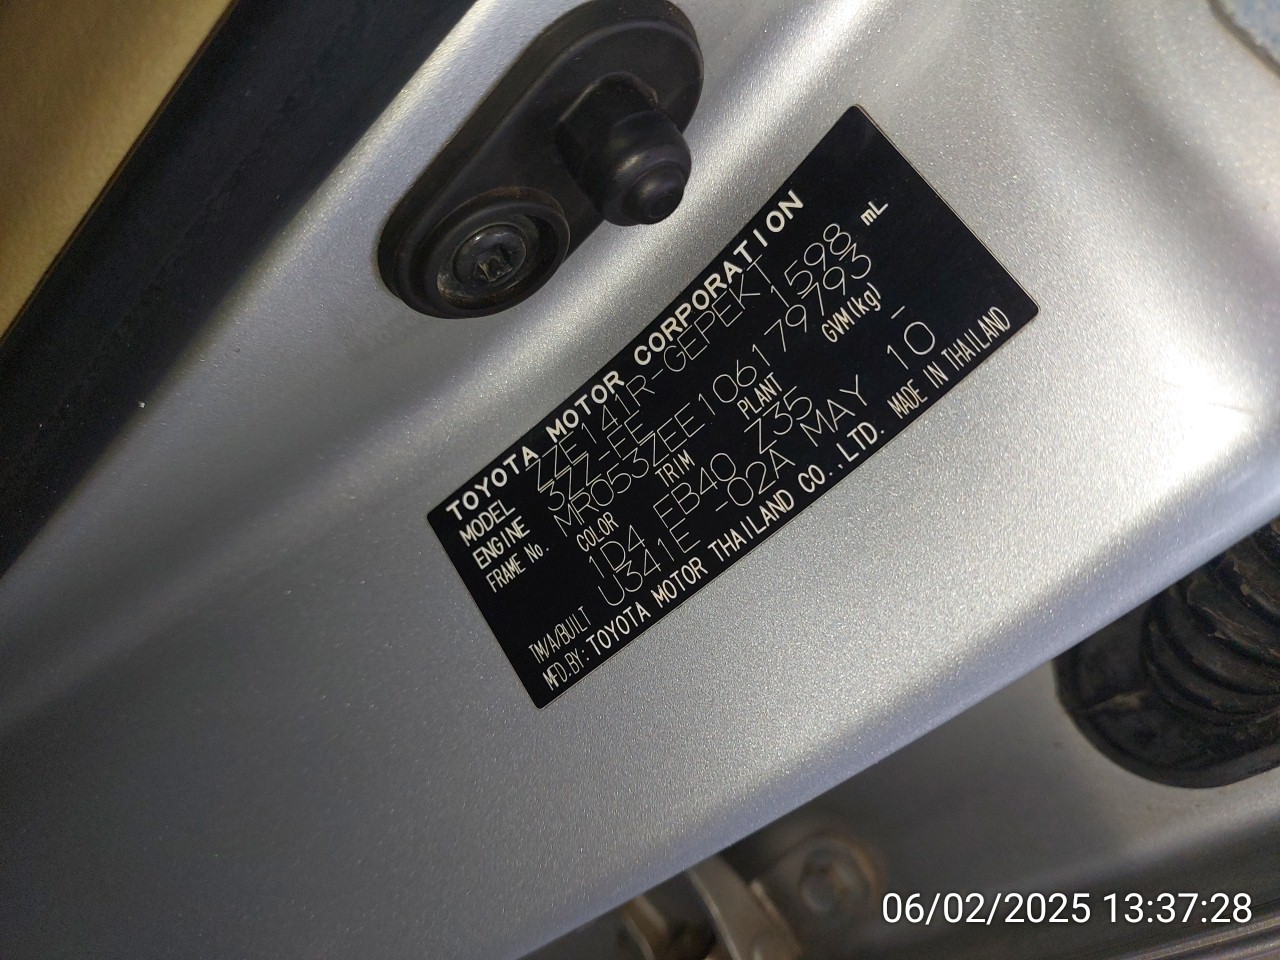 TOYOTA MOTOR CORPORATION
MODEL ZZE141R-GEPEKT
ENGINE 3ZZ-FE 1598 mL
FRAME No. MR053ZEE106179793
COLOR TRIM PLANT GVM(kg)
1D4 FB40 Z35 -
TM/A/BUILT U341E -02A MAY 10
MFD.BY: TOYOTA MOTOR THAILAND CO.,LTD. MADE IN THAILAND
06/02/2025 13:37:28